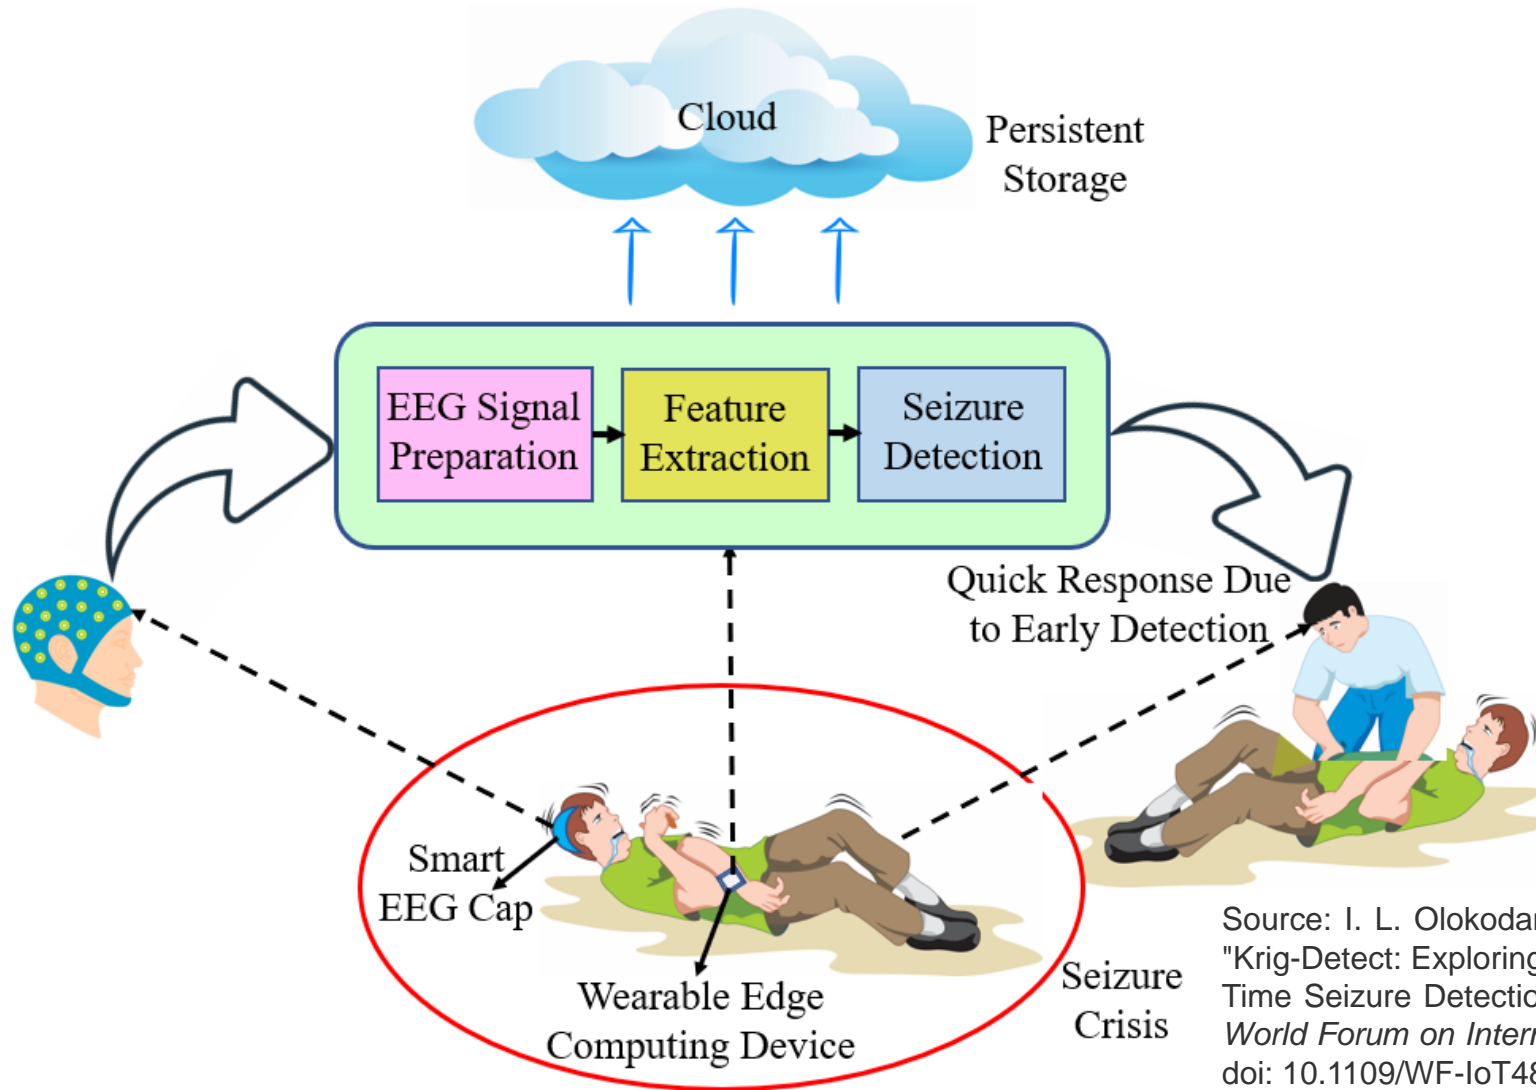 Cloud
Persistent
Storage
EEG Signal
Preparation
Feature
Extraction
Seizure
Detection
Quick Response Due
to Early Detection
Smart
EEG Cap
Wearable Edge
Computing Device
Seizure
Crisis
Source: I. L. Olokodan
"Krig-Detect: Exploring
Time Seizure Detectio
World Forum on Intern
doi: 10.1109/WF-IoT48